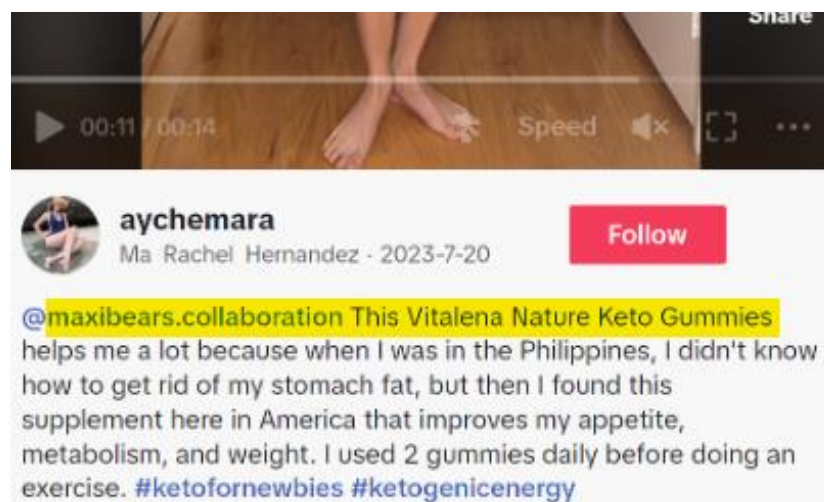 Share
00:11 / 00:14
Speed
aychemara
Ma Rachel Hernandez · 2023-7-20
Follow
@maxibears.collaboration This Vitalena Nature Keto Gummies
helps me a lot because when I was in the Philippines, I didn't know
how to get rid of my stomach fat, but then I found this
supplement here in America that improves my appetite,
metabolism, and weight. I used 2 gummies daily before doing an
exercise. #ketofornewbies #ketogenicenergy